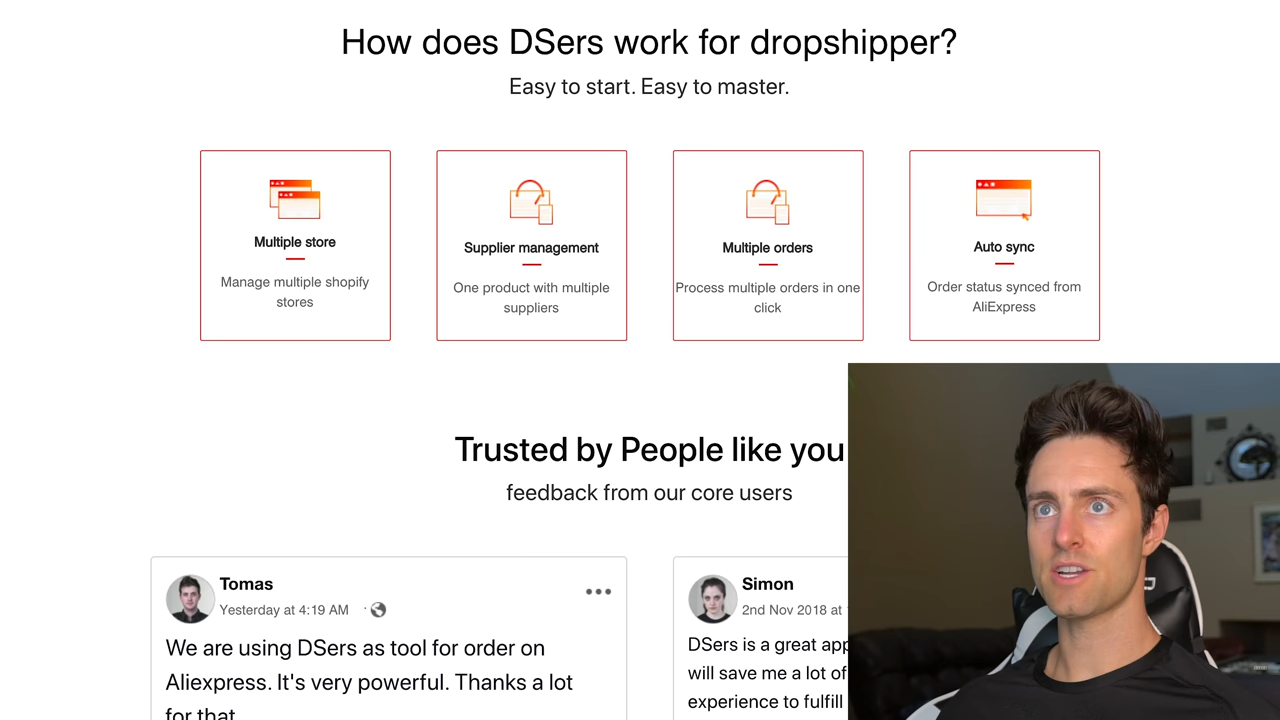 How does DSers work for dropshipper?
Easy to start. Easy to master.
Multiple store
Manage multiple shopify
stores
Supplier management
One product with multiple
suppliers
Multiple orders
Process multiple orders in one
click
Auto sync
Order status synced from
AliExpress
Trusted by People like you
feedback from our core users
Tomas
Yesterday at 4:19 AM ·
We are using DSers as tool for order on
Aliexpress. It's very powerful. Thanks a lot
for that
Simon
2nd Nov 2018 at
DSers is a great app
will save me a lot of
experience to fulfill